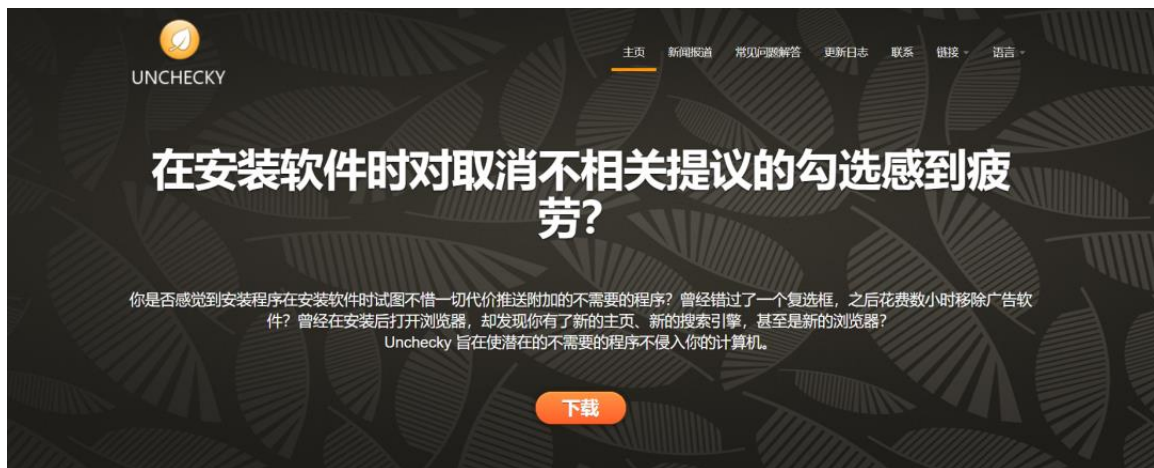 UNCHECKY
主页 新闻报道 常见问题解答 更新日志 联系 链接 语言
在安装软件时对取消不相关提议的勾选感到疲
劳?
你是否感觉到安装程序在安装软件时试图不惜一切代价推送附加的不需要的程序?曾经错过了一个复选框,之后花费数小时移除广告软
件?曾经在安装后打开浏览器,却发现你有了新的主页、新的搜索引擎,甚至是新的浏览器?
Unchecky 旨在使潜在的不需要的程序不侵入你的计算机。
下载